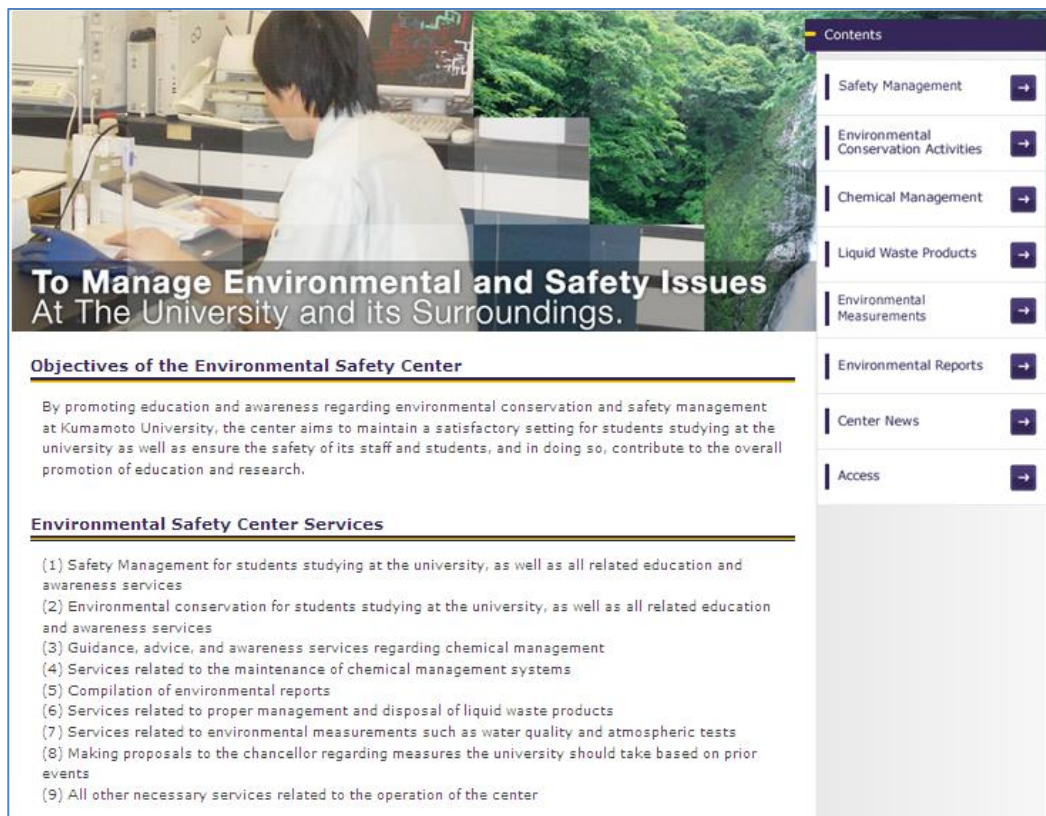 To Manage Environmental and Safety Issues
At The University and its Surroundings.
Objectives of the Environmental Safety Center
By promoting education and awareness regarding environmental conservation and safety management
at Kumamoto University, the center aims to maintain a satisfactory setting for students studying at the
university as well as ensure the safety of its staff and students, and in doing so, contribute to the overall
promotion of education and research.
Environmental Safety Center Services
(1) Safety Management for students studying at the university, as well as all related education and
awareness services
(2) Environmental conservation for students studying at the university, as well as all related education
and awareness services
(3) Guidance, advice, and awareness services regarding chemical management
(4) Services related to the maintenance of chemical management systems
(5) Compilation of environmental reports
(6) Services related to proper management and disposal of liquid waste products
(7) Services related to environmental measurements such as water quality and atmospheric tests
(8) Making proposals to the chancellor regarding measures the university should take based on prior
events
(9) All other necessary services related to the operation of the center
Contents
Safety Management
Environmental
Conservation Activities
Chemical Management
Liquid Waste Products
Environmental
Measurements
Environmental Reports
Center News
Access